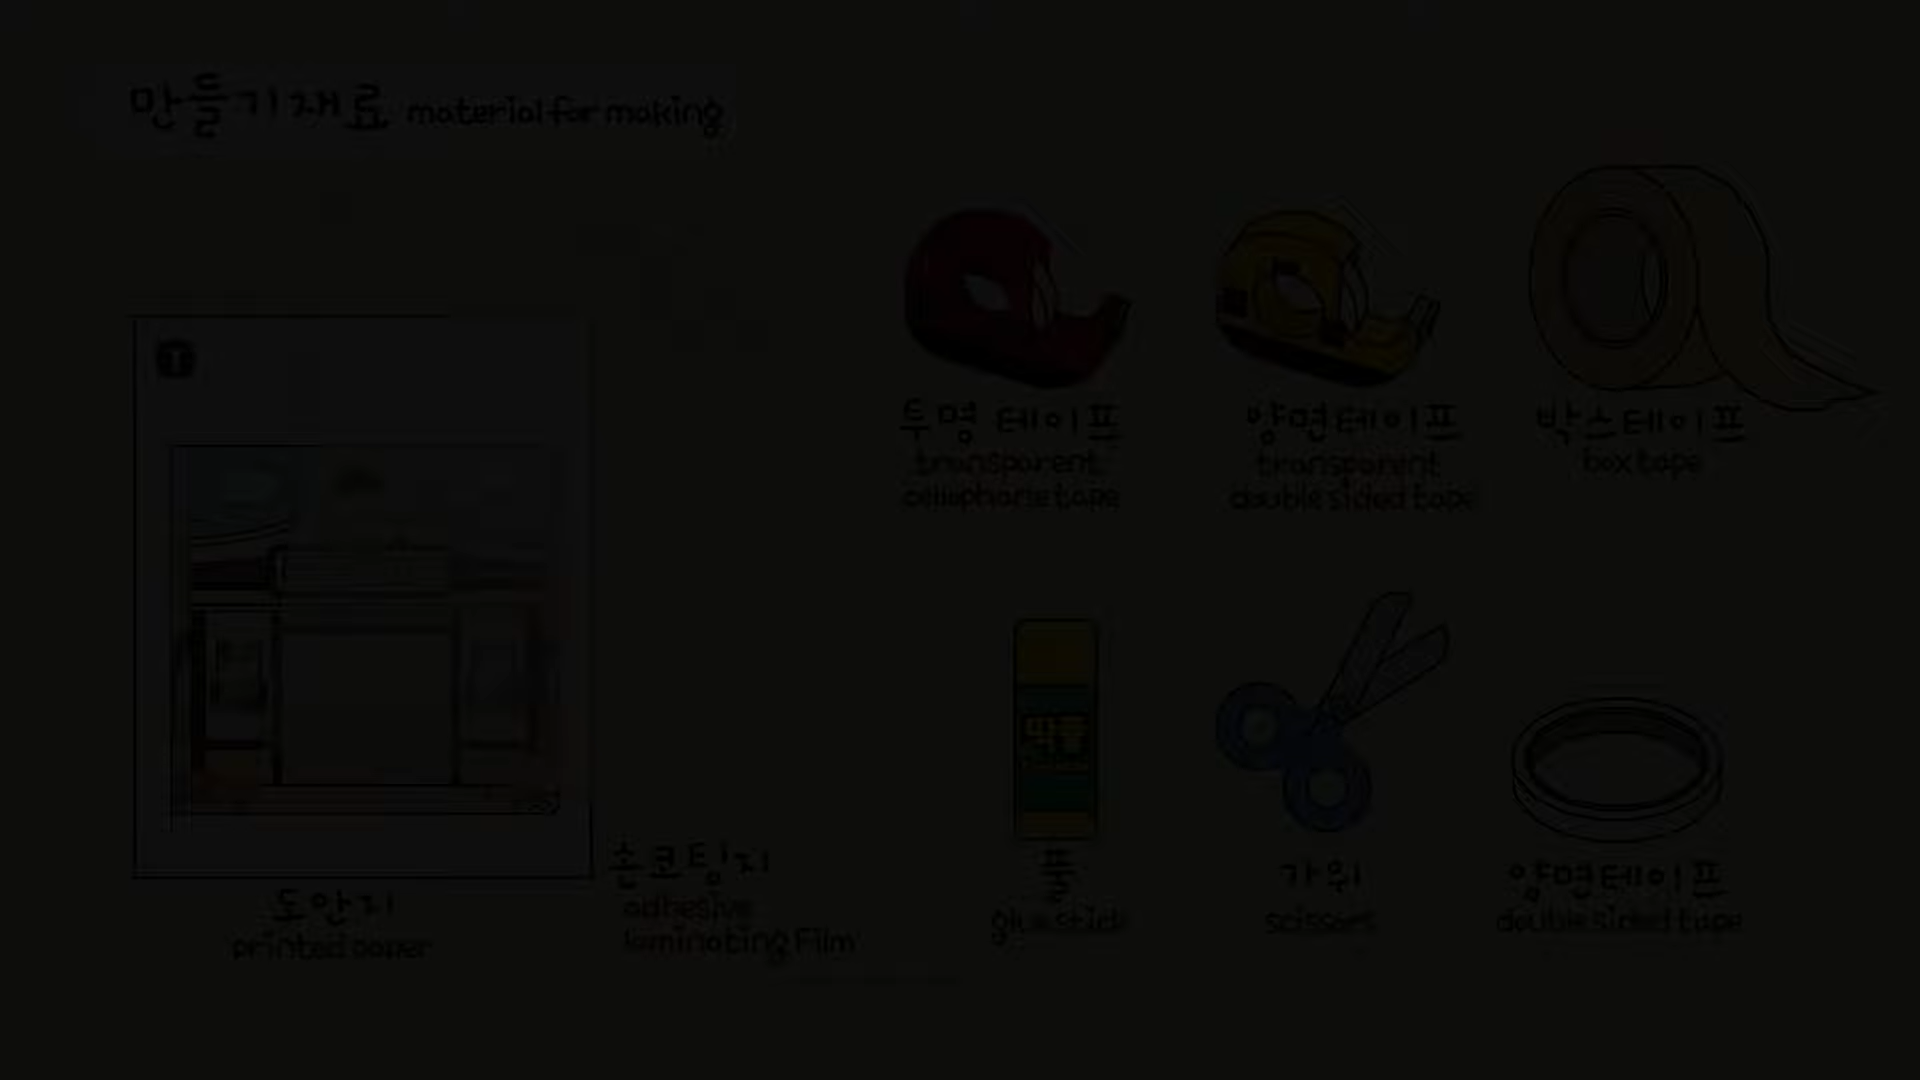 만들기재료 material for making
1
투명 테이프
transparent
cellophane tape
양면테이프
transparent
double sided tape
박스테이프
box tape
도안지
printed paper
손코팅지
adhesive
laminating Film
딱풀
풀
glue stick
가위
scissors
양면테이프
double sided tape